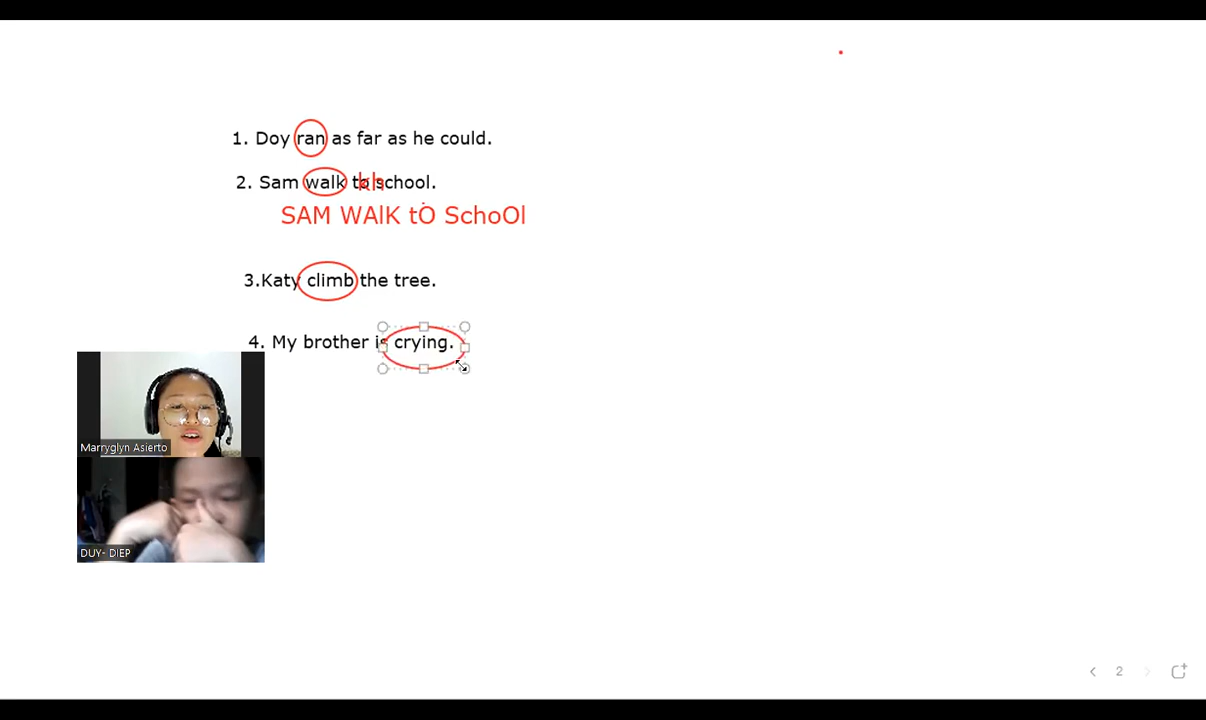 1. Doy ran as far as he could.
2. Sam walk to school.
kh
SAM WAlK tO SchoOl
3.Katy climb the tree.
4. My brother is crying.
Marryglyn Asierto
DUY- DIEP
2